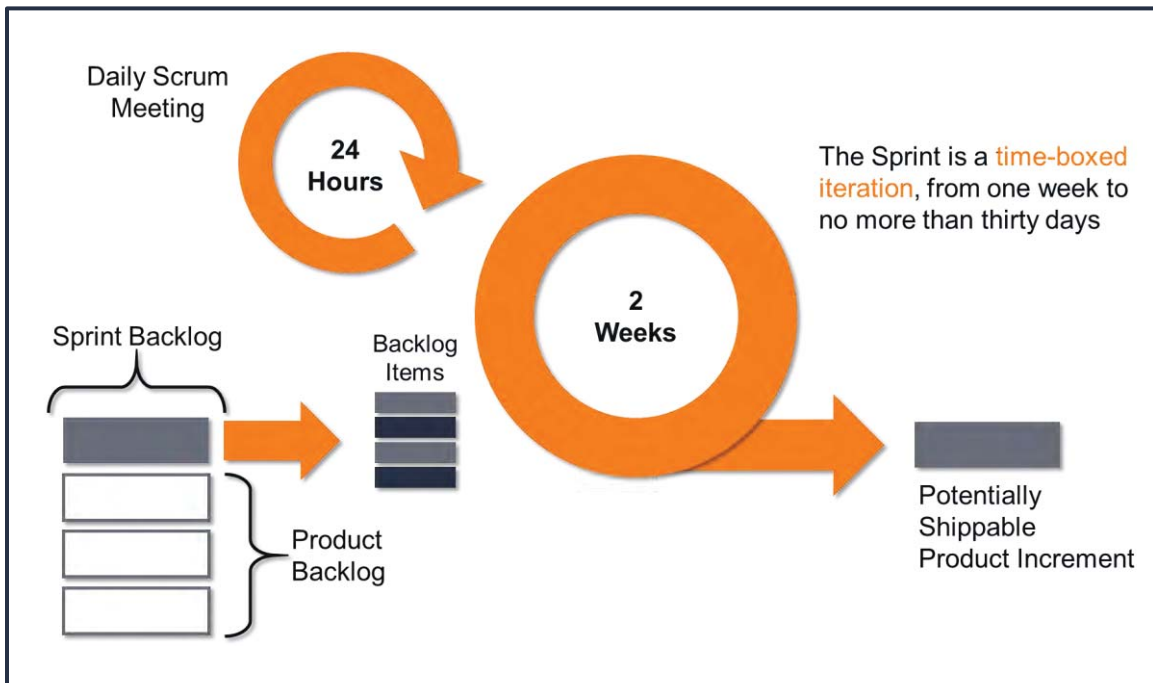 Daily Scrum
Meeting
24
Hours
The Sprint is a time-boxed
iteration, from one week to
no more than thirty days
2
Weeks
Sprint Backlog
Backlog
Items
Product
Backlog
Potentially
Shippable
Product Increment